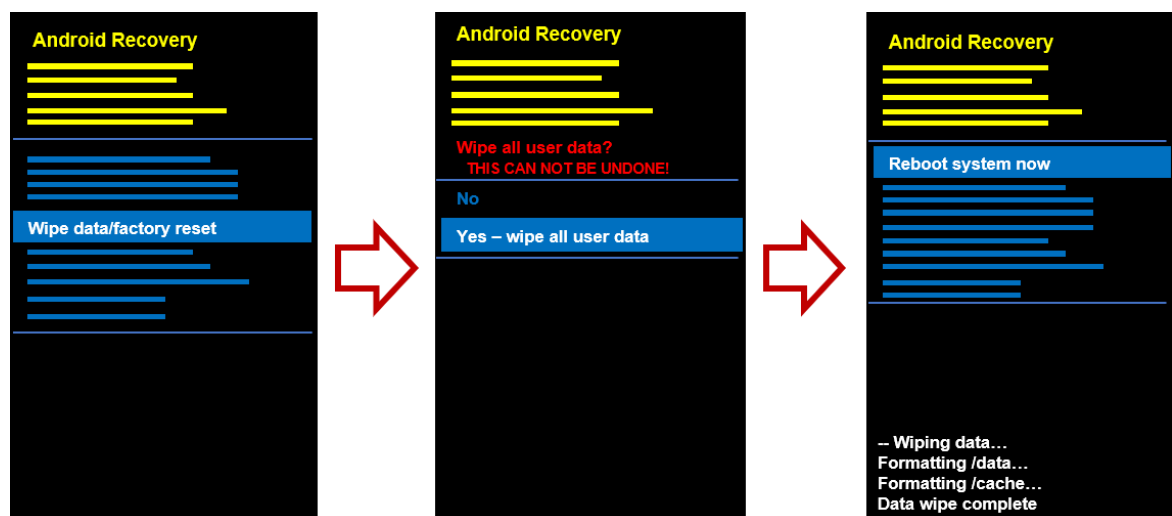 Android Recovery
Wipe data/factory reset
Android Recovery
Wipe all user data?
THIS CAN NOT BE UNDONE!
No
Yes – wipe all user data
Android Recovery
Reboot system now
-- Wiping data...
Formatting /data...
Formatting /cache...
Data wipe complete